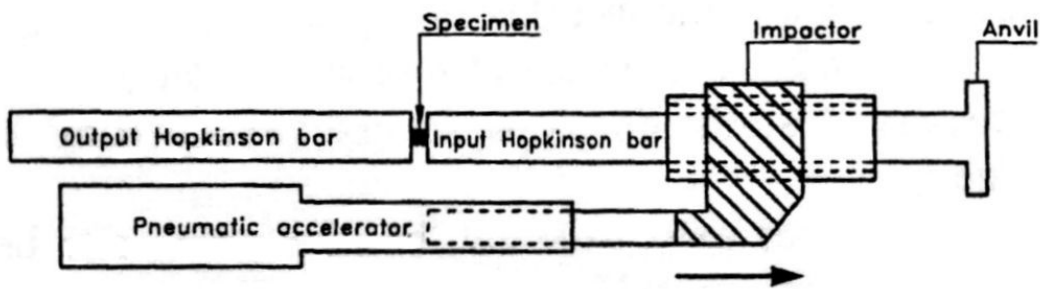 Specimen
Impactor
Anvil
Output Hopkinson bar
Input Hopkinson bar
Pneumatic accelerator